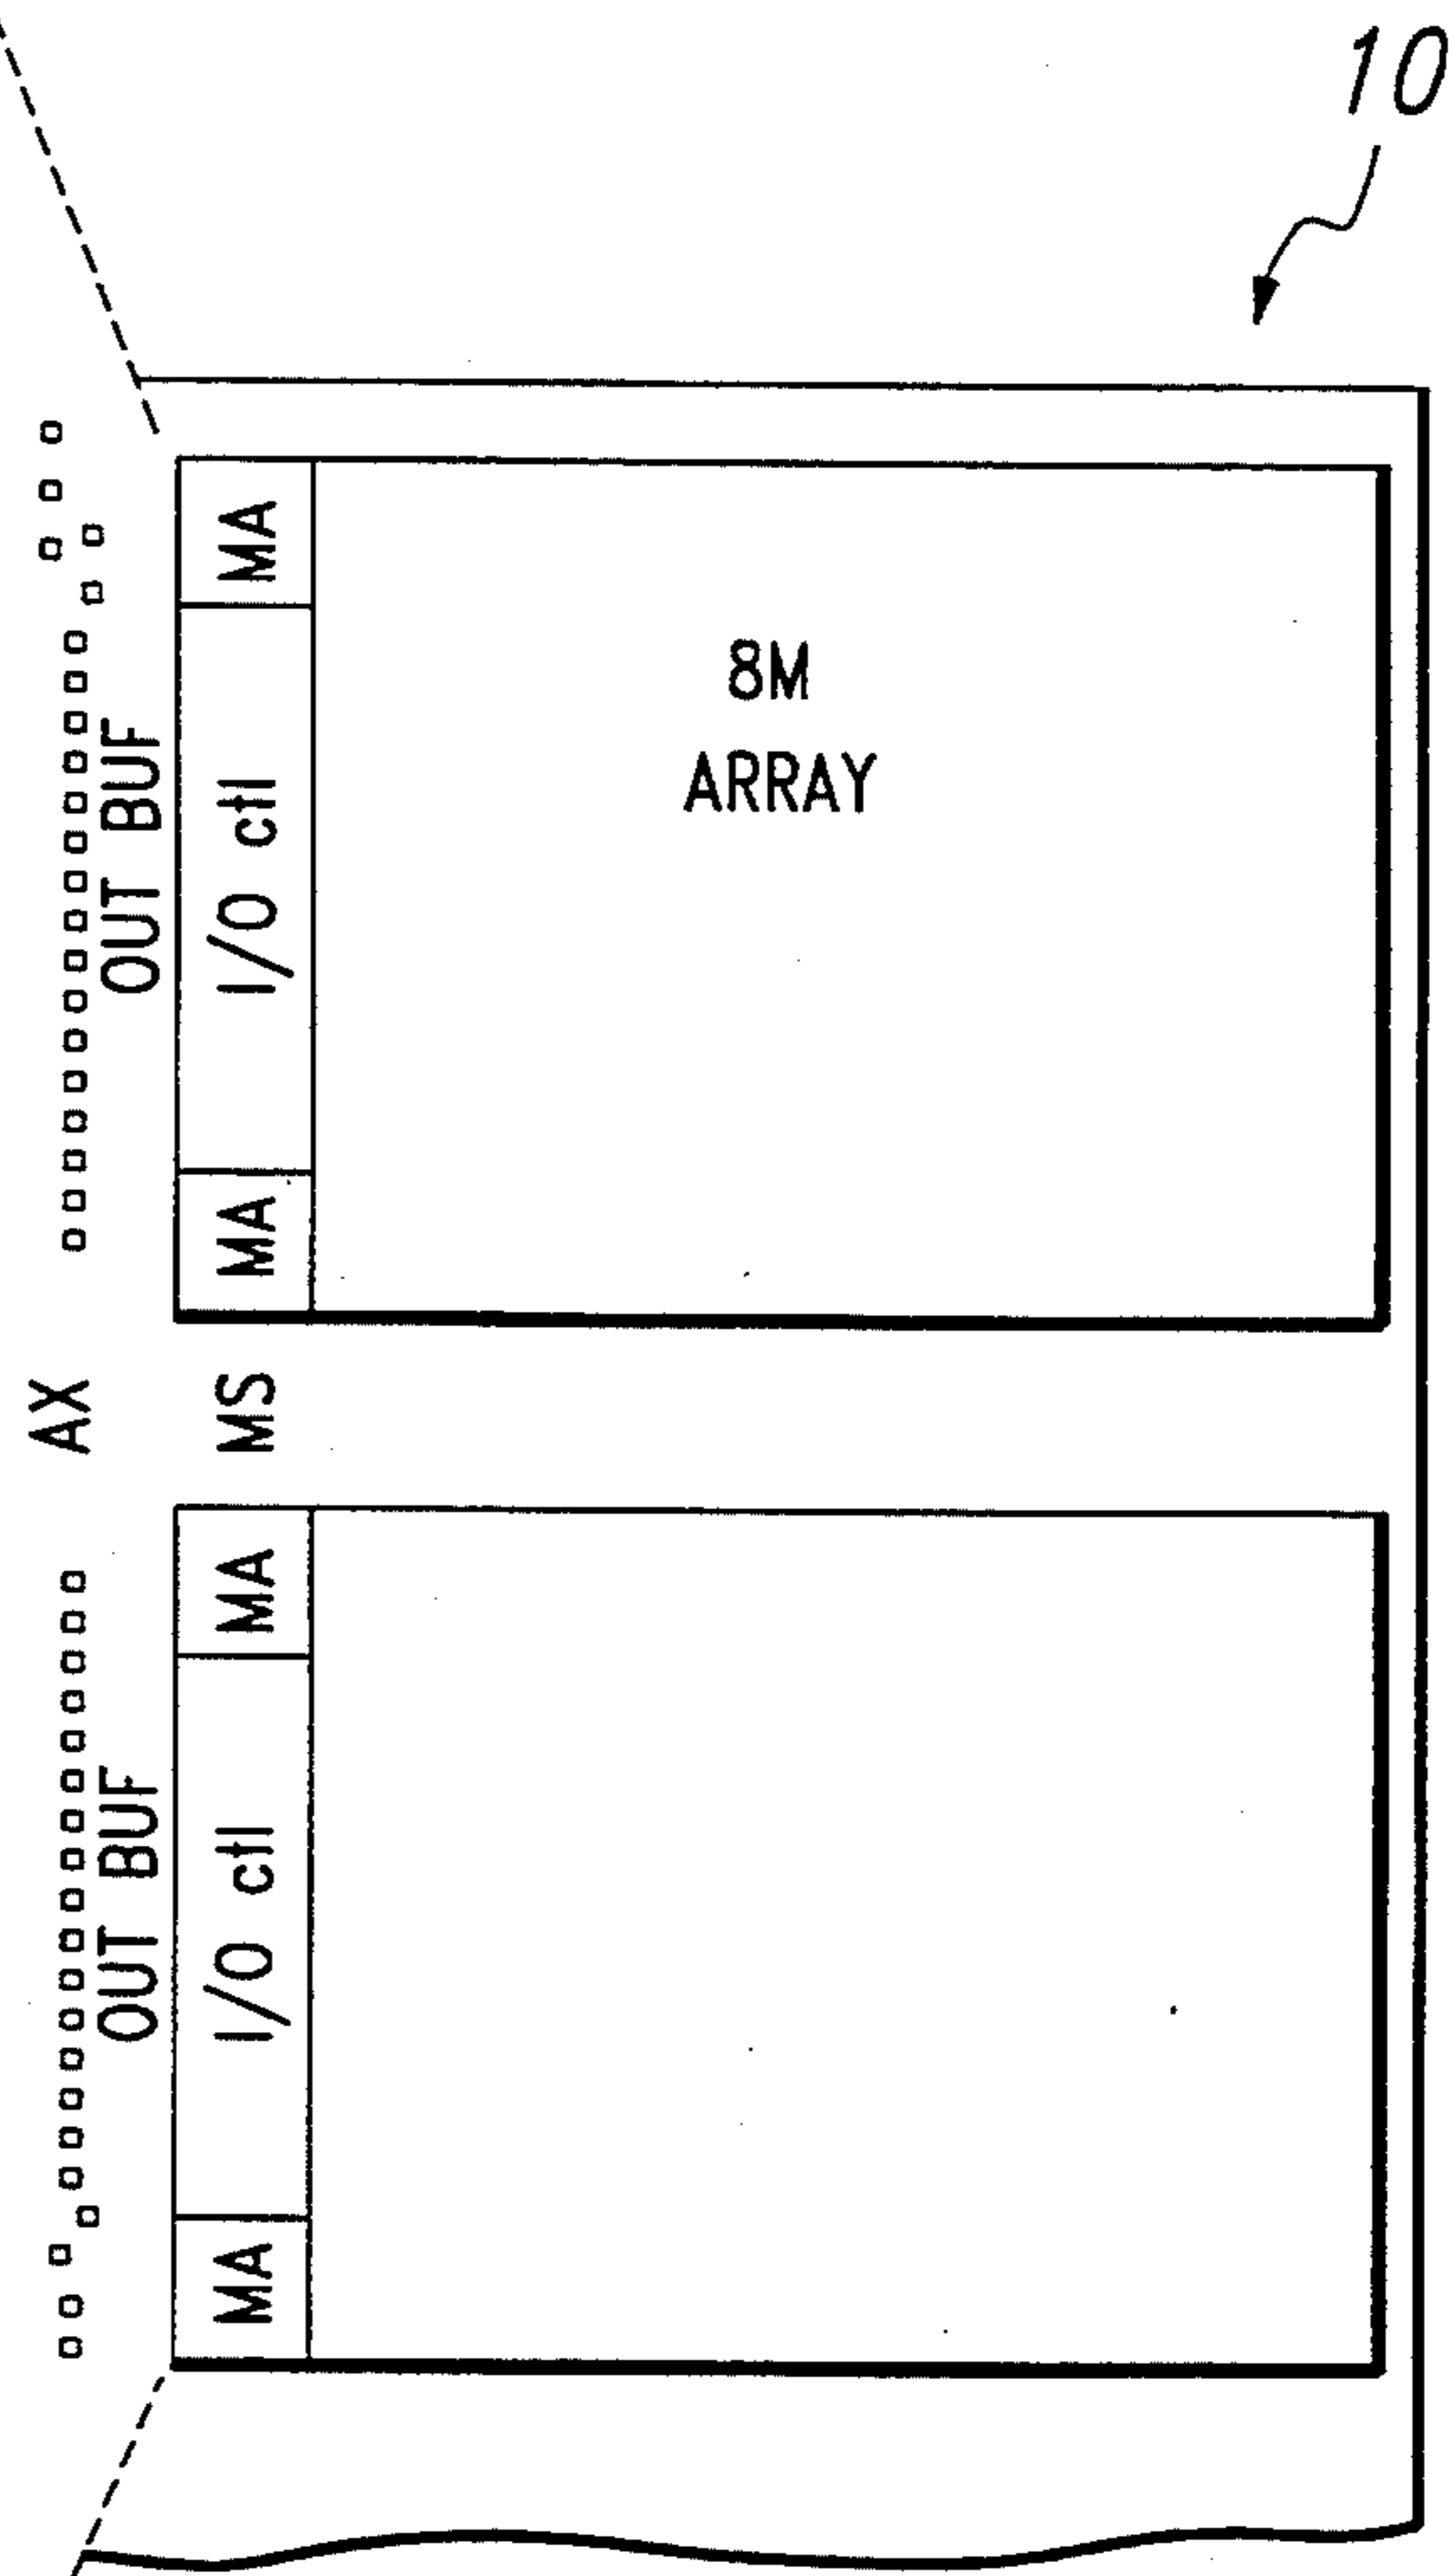 AX
OUT BUF
OUT BUF
MA
I/O ctl
MA
MS
MA
I/O ctl
MA
8M
ARRAY
10